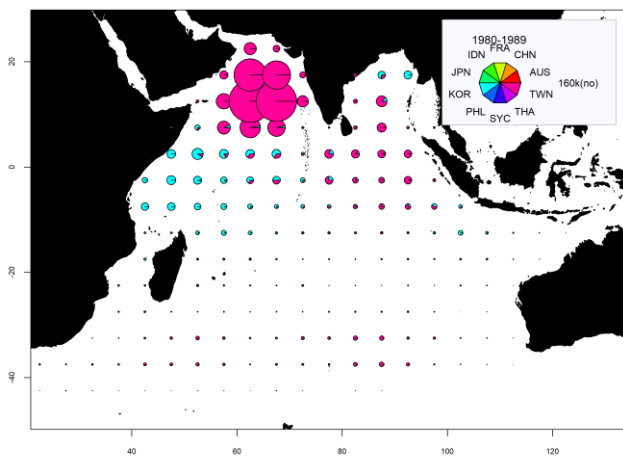 1980-1989
FRA
IDN CHN
JPN AUS
160k(no)
KOR TWN
PHL THA
SYC
20
0
-20
-40
40 60 80 100 120